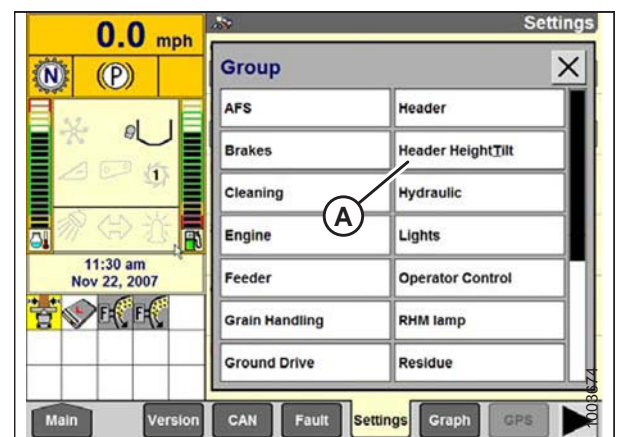 0.0 mph
Settings
N
(P)
Group
X
AFS
Header
Brakes
Header HeightTilt
Cleaning
Hydraulic
A
Engine
Lights
1
11:30 am
Nov 22, 2007
Feeder
Operator Control
Grain Handling
RHM lamp
Ground Drive
Residue
F
F
1003674
Main
Version
CAN
Fault
Settings
Graph
GPS